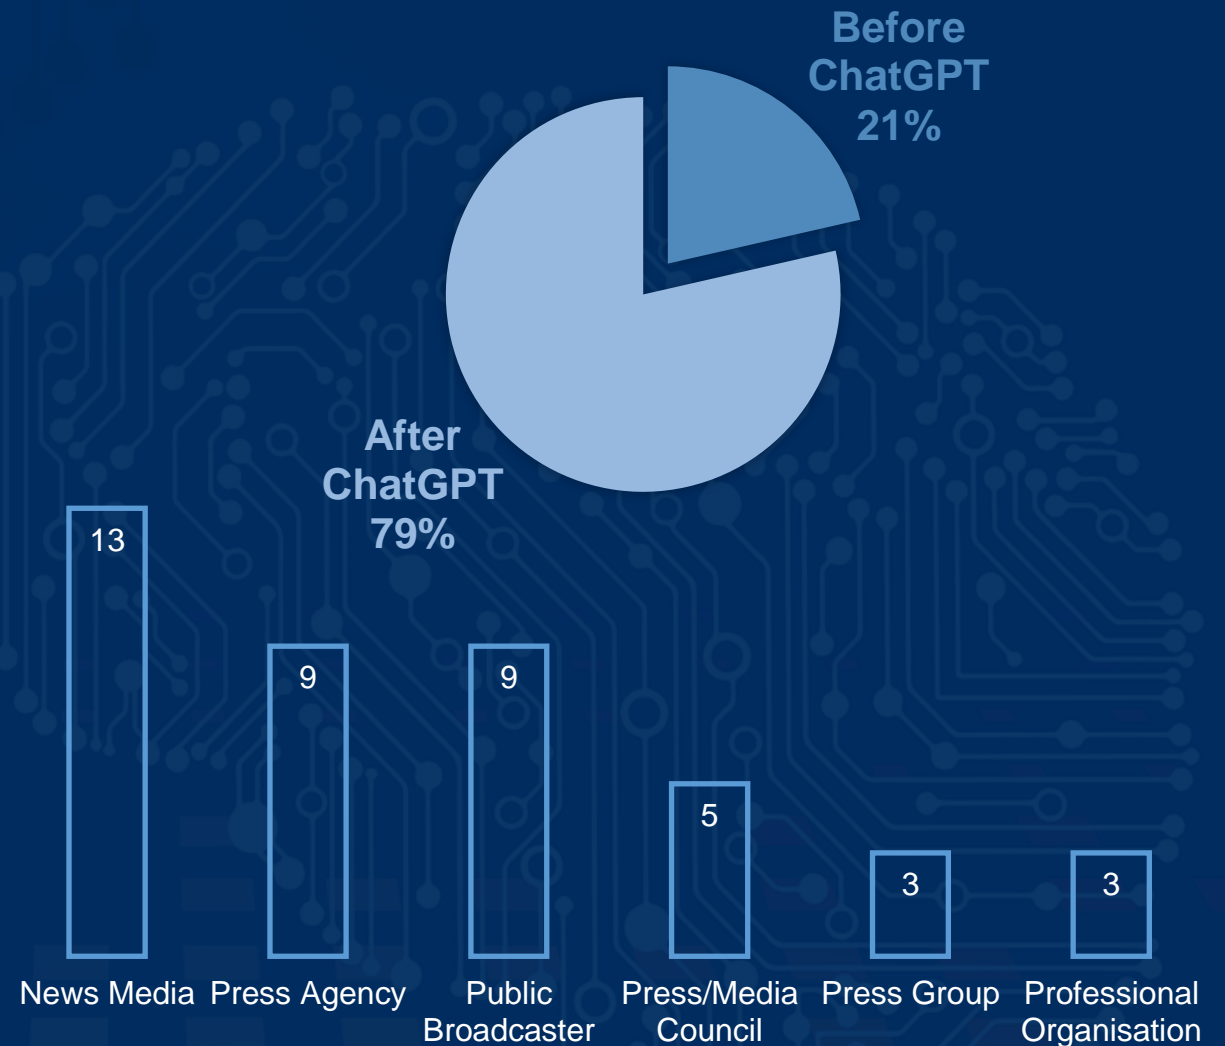 Before
ChatGPT
21%
After
ChatGPT
79%
13
9
9
5
3
3
News Media
Press Agency
Public
Broadcaster
Press/Media
Council
Press Group
Professional
Organisation